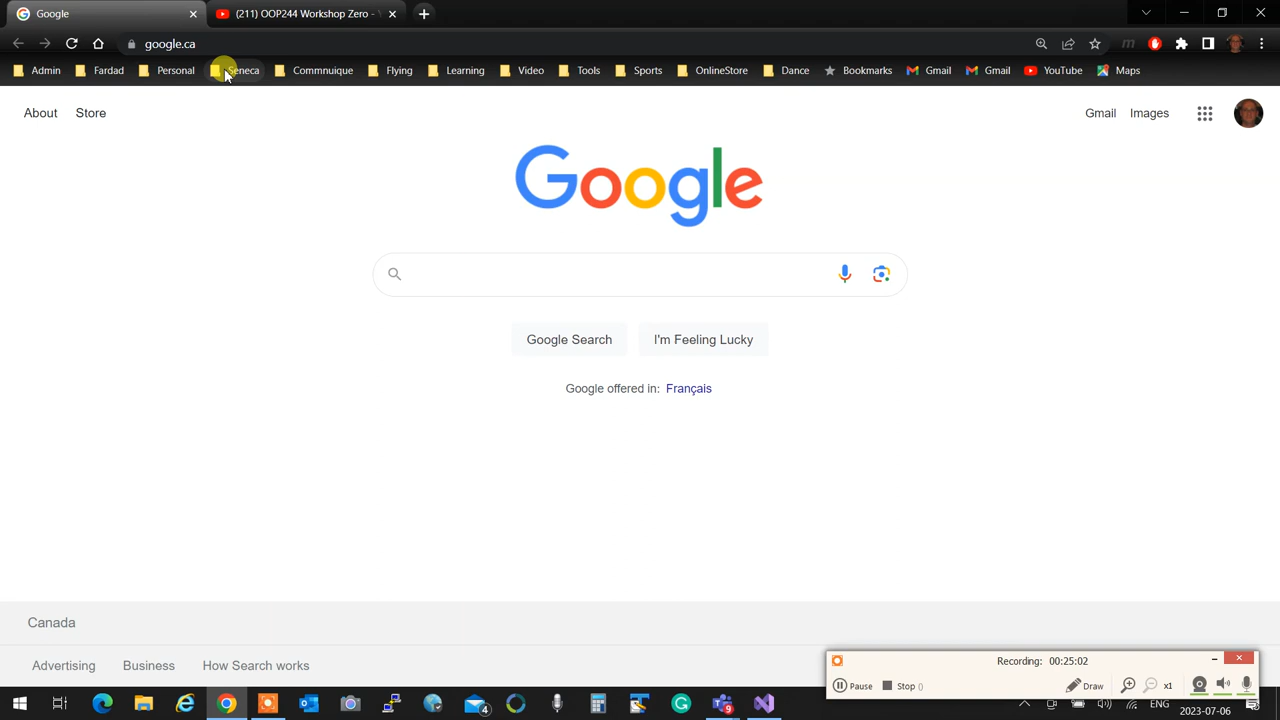 Google
(211) OOP244 Workshop Zero -
google.ca
Admin Fardad Personal Seneca Commnuique Flying Learning Video Tools Sports OnlineStore Dance Bookmarks Gmail Gmail YouTube Maps
About Store Gmail Images
Google
Google Search I'm Feeling Lucky
Google offered in: Français
Canada
Advertising Business How Search works
Recording: 00:25:02
Pause Stop () Draw x1
4 9 ENG 2023-07-06